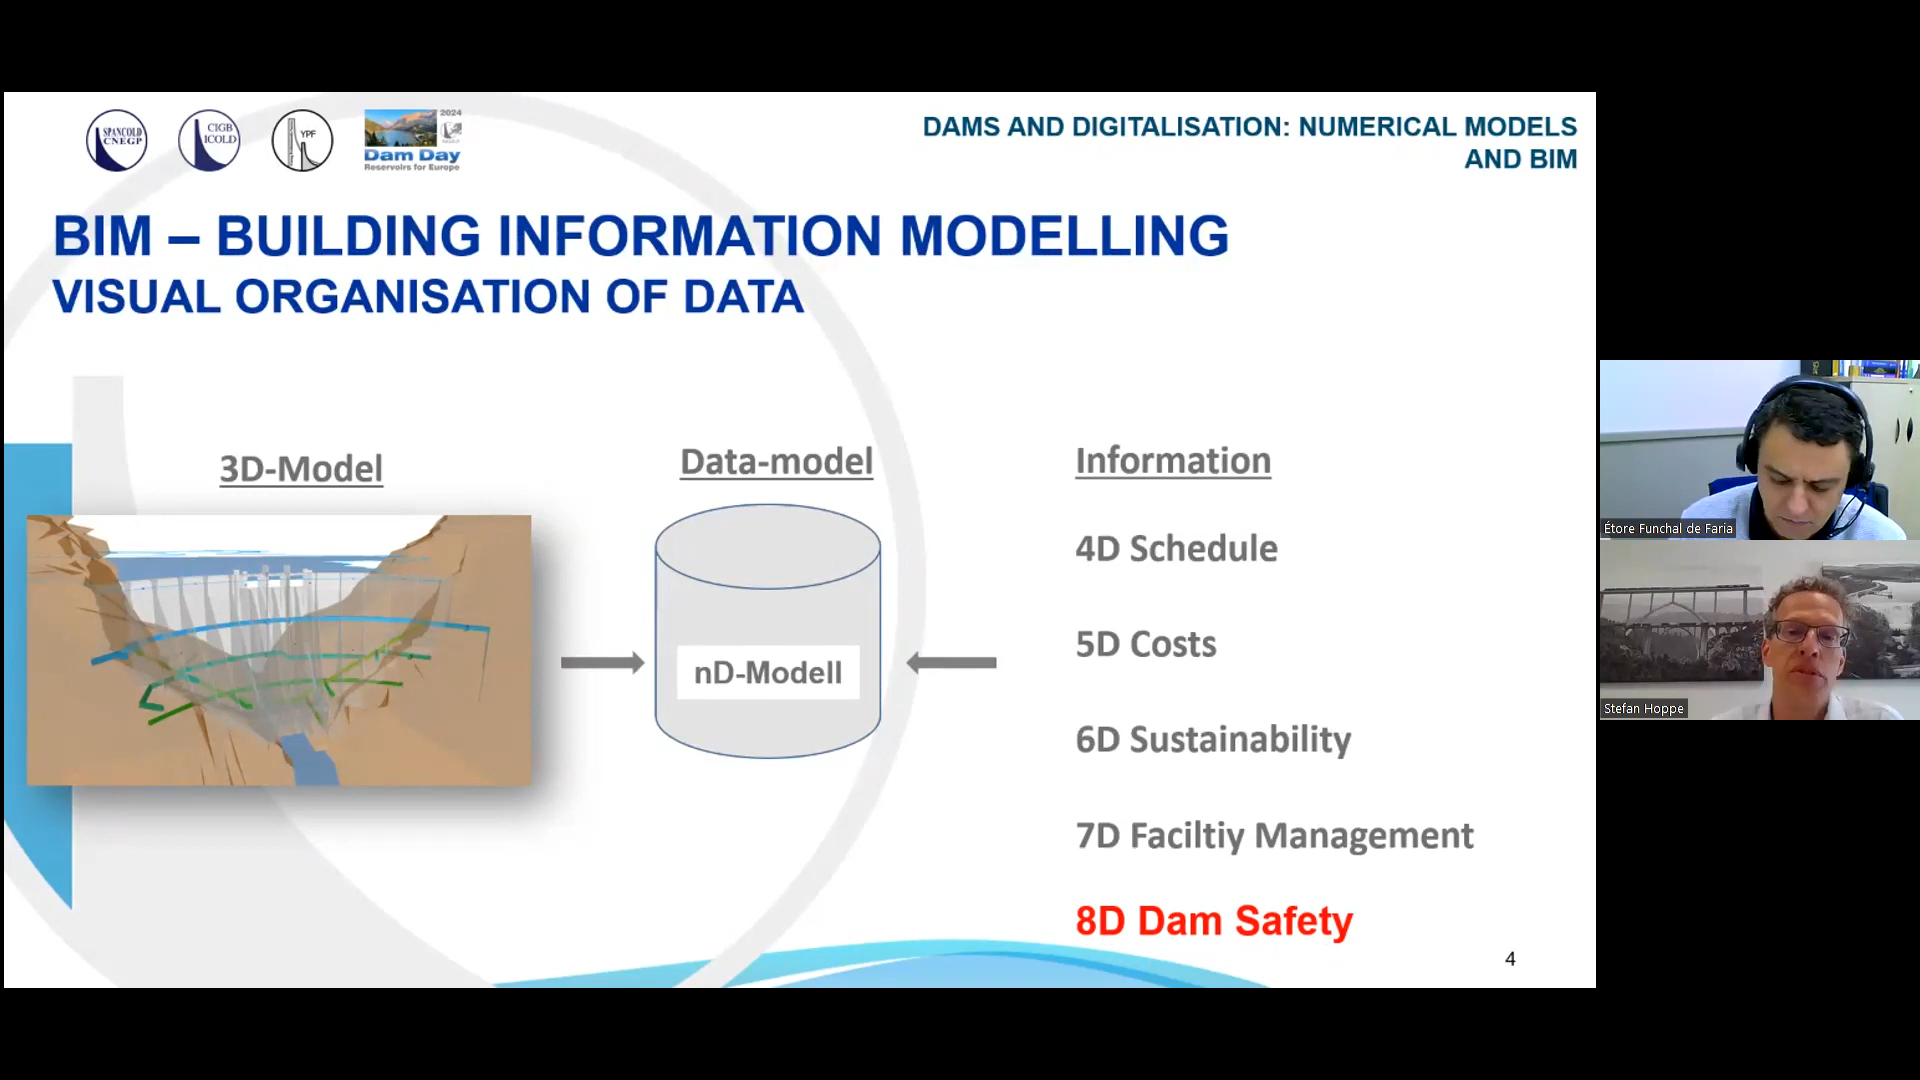 SPANCOLD
CNEGP
CIGB
ICOLD
YPF
2024
Dam Day
Reservoirs for Europe
DAMS AND DIGITALISATION: NUMERICAL MODELS
AND BIM
BIM – BUILDING INFORMATION MODELLING
VISUAL ORGANISATION OF DATA
3D-Model
Data-model
nD-Modell
Information
4D Schedule
5D Costs
6D Sustainability
7D Faciltiy Management
8D Dam Safety
4
Étore Funchal de Faria
Stefan Hoppe